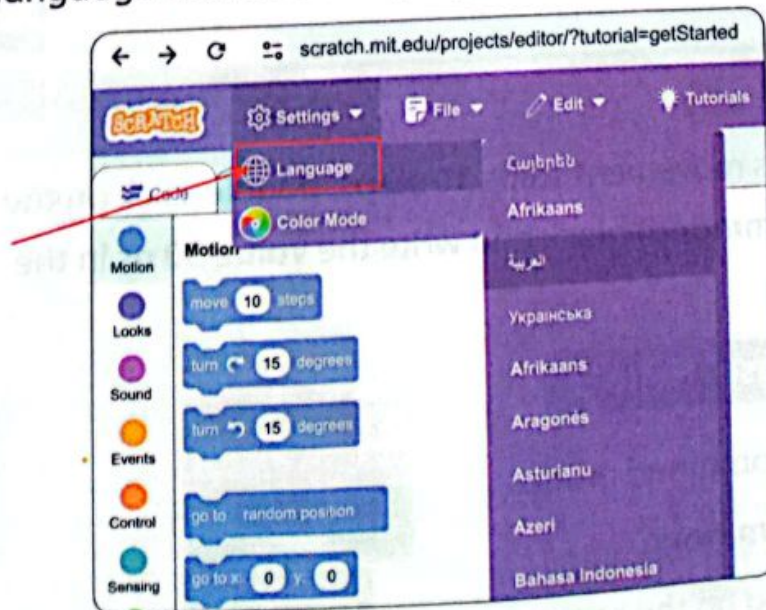 scratch.mit.edu/projects/editor/?tutorial=getStarted
SCRATCH
Settings
File
Edit
Tutorials
Code
Language
Color Mode
Հայերեն
Afrikaans
العربية
Українська
Afrikaans
Aragonés
Asturianu
Azeri
Bahasa Indonesia
Motion
Looks
Sound
Events
Control
Sensing
Motion
move 10 steps
turn 15 degrees
turn 15 degrees
go to random position
go to x: 0 y: 0